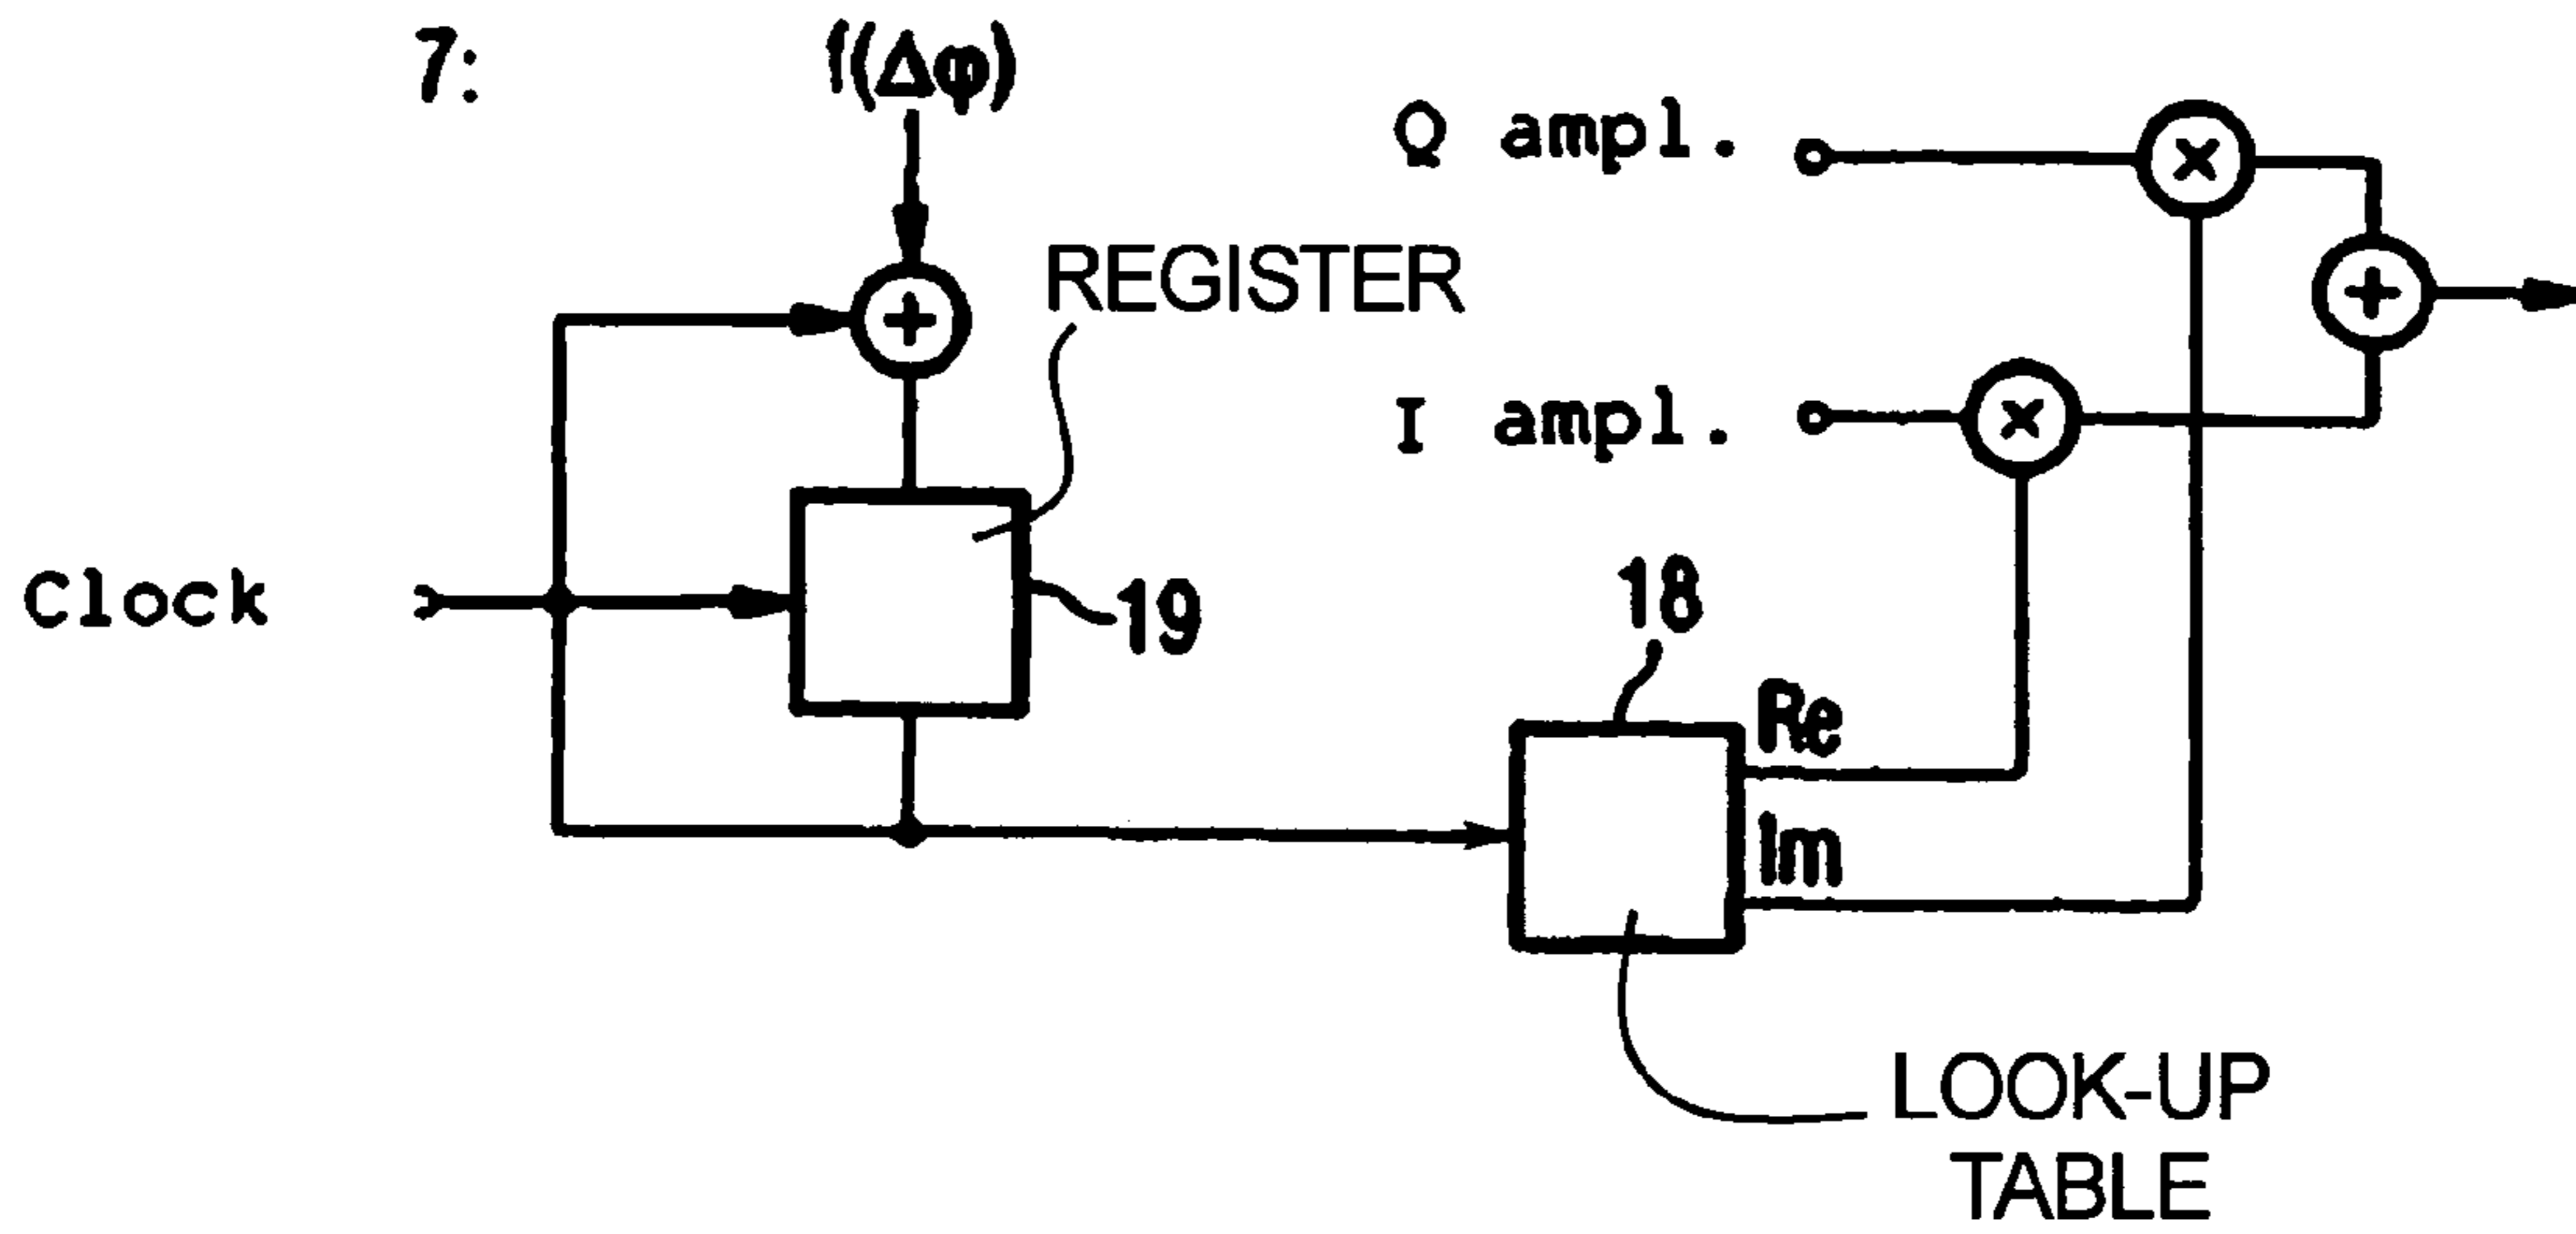 7:
f(Δφ)
Q ampl.
REGISTER
I ampl.
Clock
19
18
Re
Im
LOOK-UP
TABLE